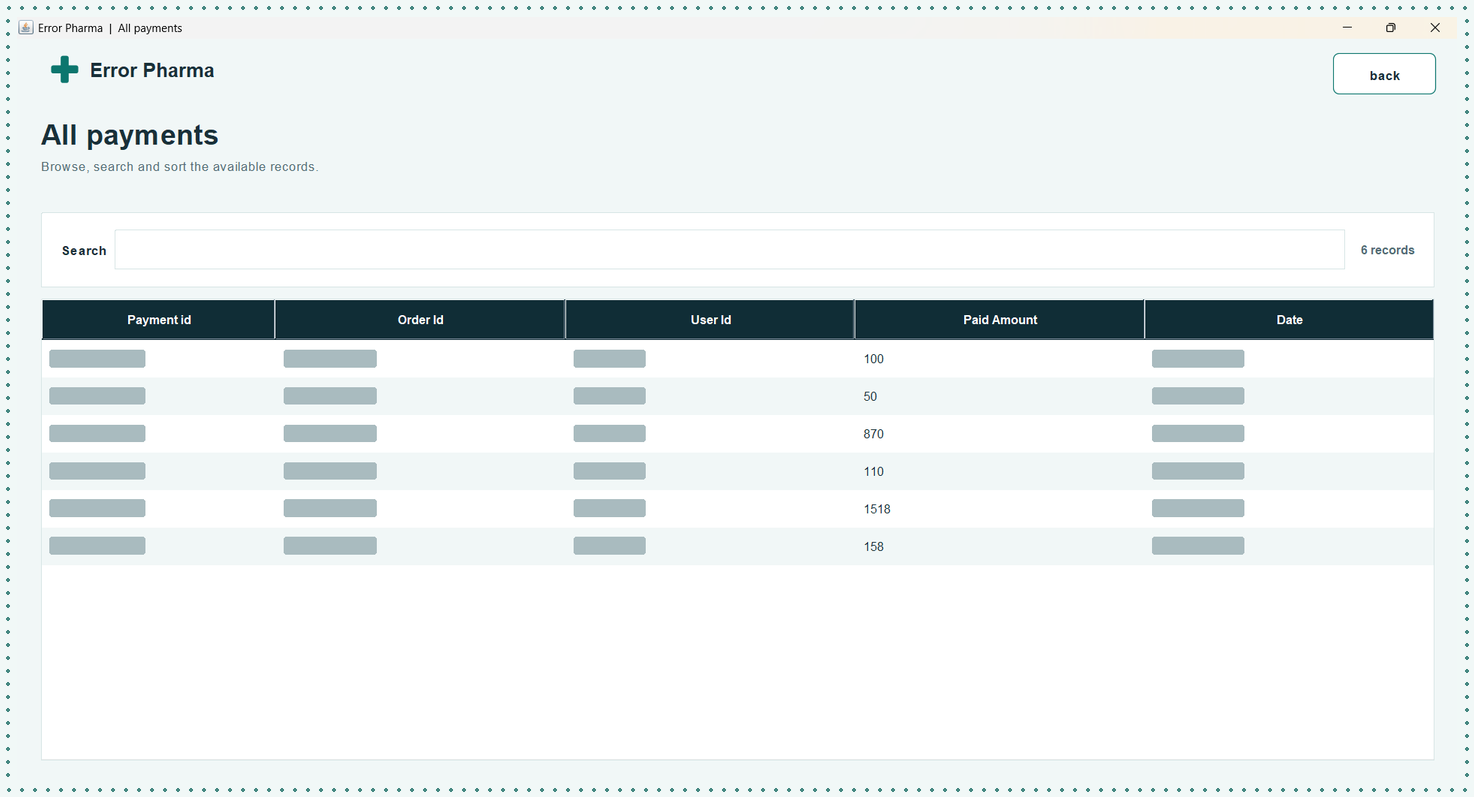 Error Pharma | All payments
Error Pharma
back
All payments
Browse, search and sort the available records.
Search
6 records
Payment id Order Id User Id Paid Amount Date
100
50
870
110
1518
158